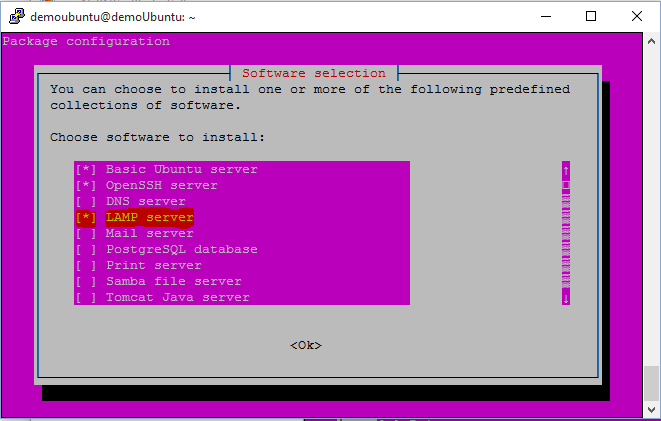 demoubuntu@demoUbuntu: ~
Package configuration
Software selection
You can choose to install one or more of the following predefined
collections of software.
Choose software to install:
[*] Basic Ubuntu server
[*] OpenSSH server
[ ] DNS server
[*] LAMP server
[ ] Mail server
[ ] PostgreSQL database
[ ] Print server
[ ] Samba file server
[ ] Tomcat Java server
<Ok>